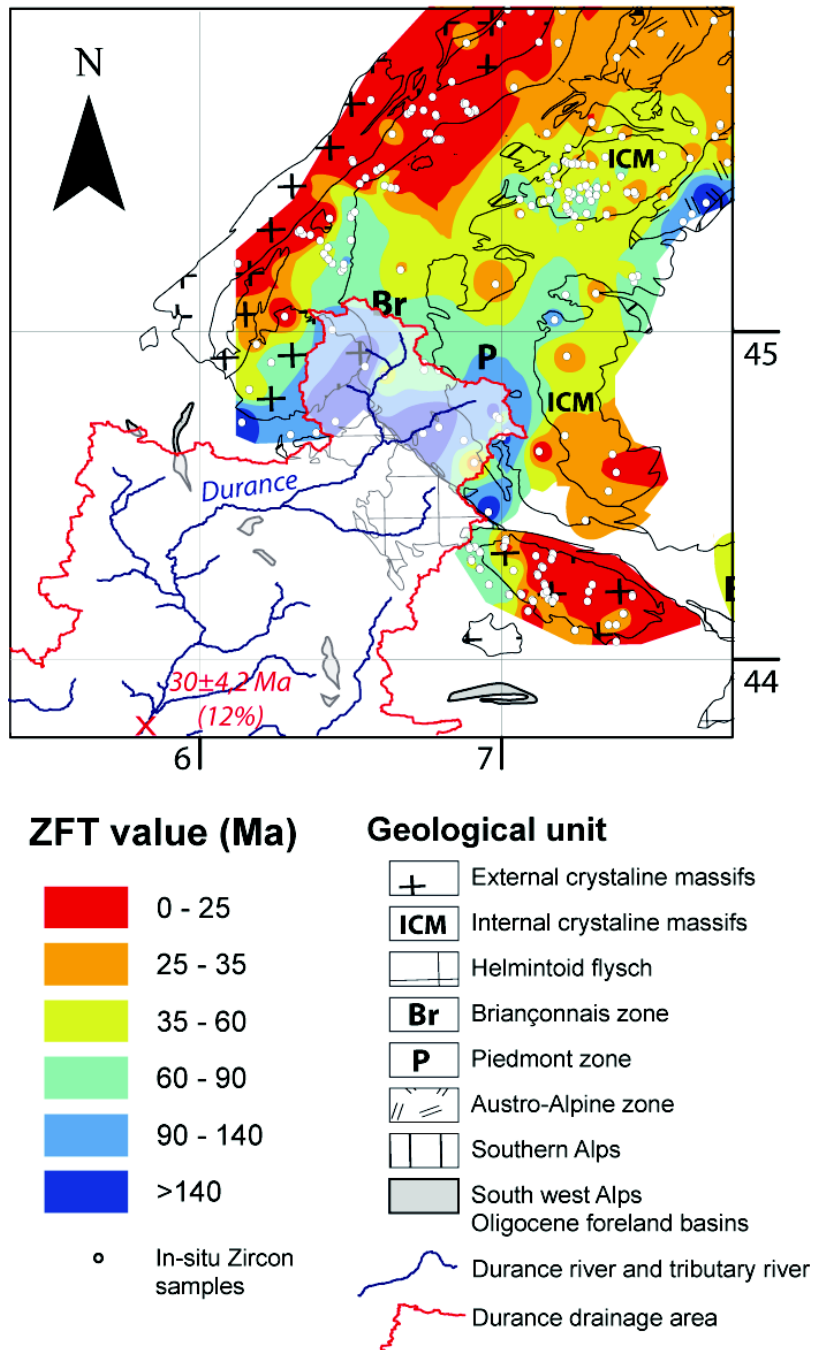 N
ICM
Br
45
P
ICM
Durance
E
44
30±4,2 Ma
(12%)
6
7
ZFT value (Ma)
0 - 25
25 - 35
35 - 60
60 - 90
90 - 140
>140
In-situ Zircon
samples
Geological unit
External crystaline massifs
ICM
Internal crystaline massifs
Helmintoid flysch
Br
Briançonnais zone
P
Piedmont zone
Austro-Alpine zone
Southern Alps
South west Alps
Oligocene foreland basins
Durance river and tributary river
Durance drainage area